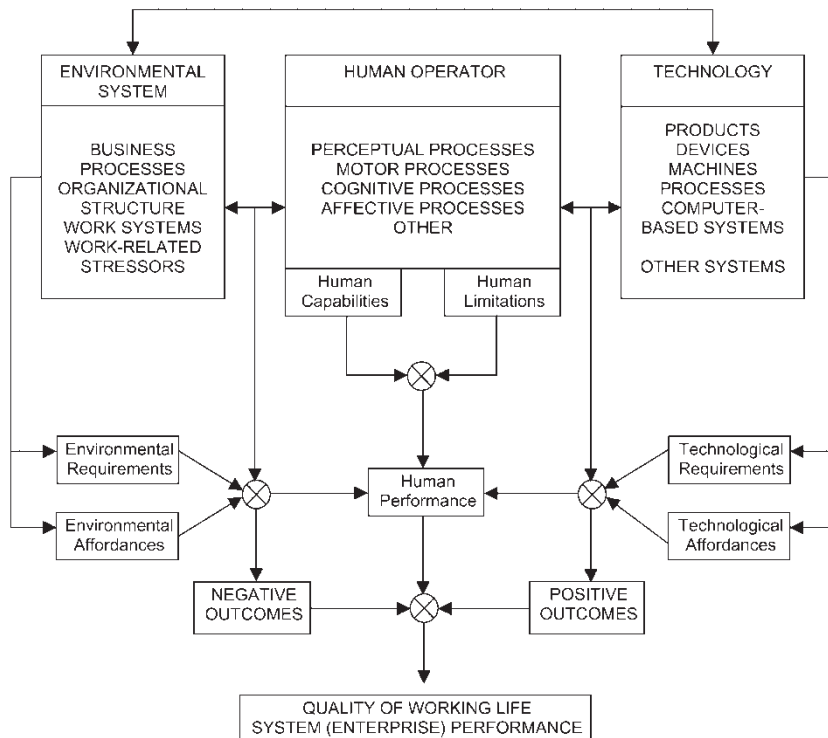 ENVIRONMENTAL
SYSTEM
BUSINESS
PROCESSES
ORGANIZATIONAL
STRUCTURE
WORK SYSTEMS
WORK-RELATED
STRESSORS
HUMAN OPERATOR
PERCEPTUAL PROCESSES
MOTOR PROCESSES
COGNITIVE PROCESSES
AFFECTIVE PROCESSES
OTHER
Human
Capabilities
Human
Limitations
TECHNOLOGY
PRODUCTS
DEVICES
MACHINES
PROCESSES
COMPUTER-
BASED SYSTEMS
OTHER SYSTEMS
Environmental
Requirements
Environmental
Affordances
Human
Performance
Technological
Requirements
Technological
Affordances
NEGATIVE
OUTCOMES
POSITIVE
OUTCOMES
QUALITY OF WORKING LIFE
SYSTEM (ENTERPRISE) PERFORMANCE